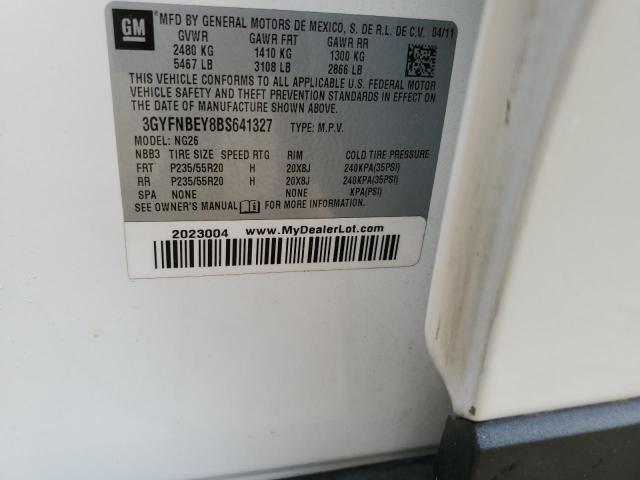 GM
MFD BY GENERAL MOTORS DE MEXICO, S. DE R.L. DE C.V. 04/11
GVWR GAWR FRT GAWR RR
2480 KG 1410 KG 1300 KG
5467 LB 3108 LB 2866 LB
THIS VEHICLE CONFORMS TO ALL APPLICABLE U.S. FEDERAL MOTOR
VEHICLE SAFETY AND THEFT PREVENTION STANDARDS IN EFFECT ON THE
DATE OF MANUFACTURE SHOWN ABOVE.
3GYFNBEY8BS641327 TYPE: M.P.V.
MODEL: NG26
NBB3 TIRE SIZE SPEED RTG RIM COLD TIRE PRESSURE
FRT P235/55R20 H 20X8J 240KPA(35PSI)
RR P235/55R20 H 20X8J 240KPA(35PSI)
SPA NONE NONE KPA(PSI)
SEE OWNER'S MANUAL FOR MORE INFORMATION
2023004 www.MyDealerLot.com